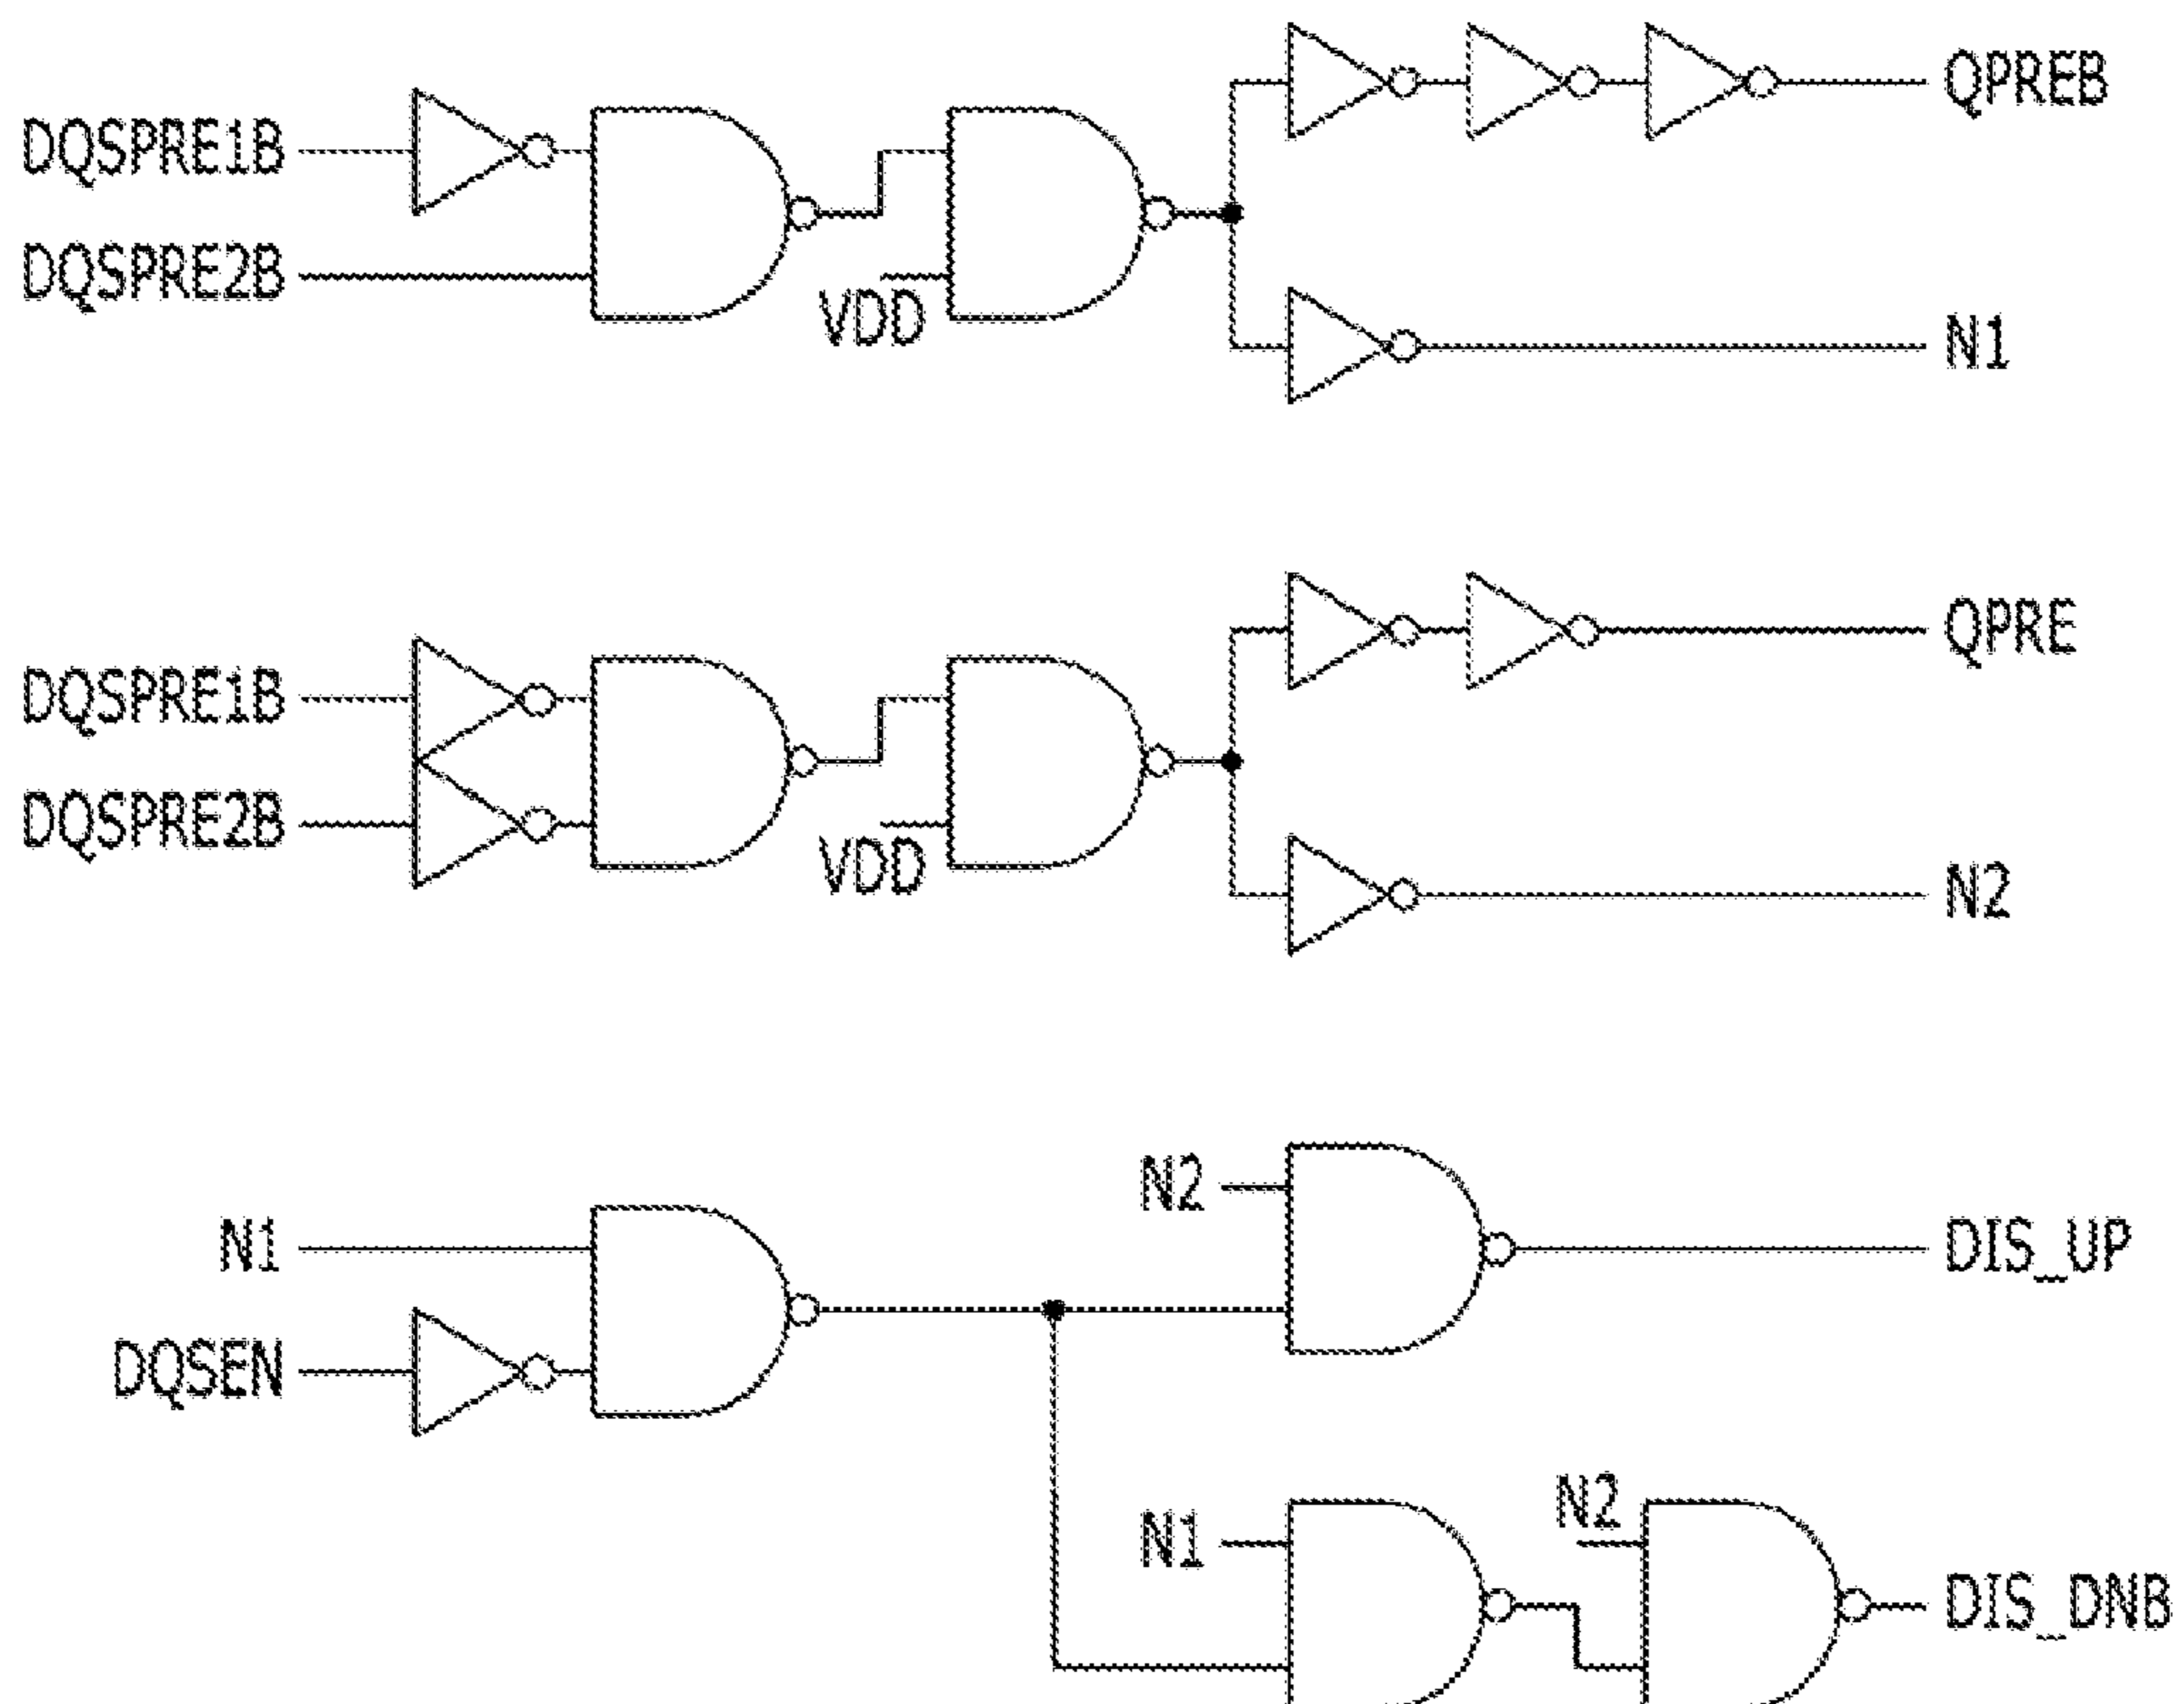 QPREB
DQSPRE1B
DQSPRE2B
VDD
N1
QPRE
DQSPRE1B
DQSPRE2B
VDD
N2
N2
N1
DIS_UP
DQSEN
N2
N1
DIS_DNB